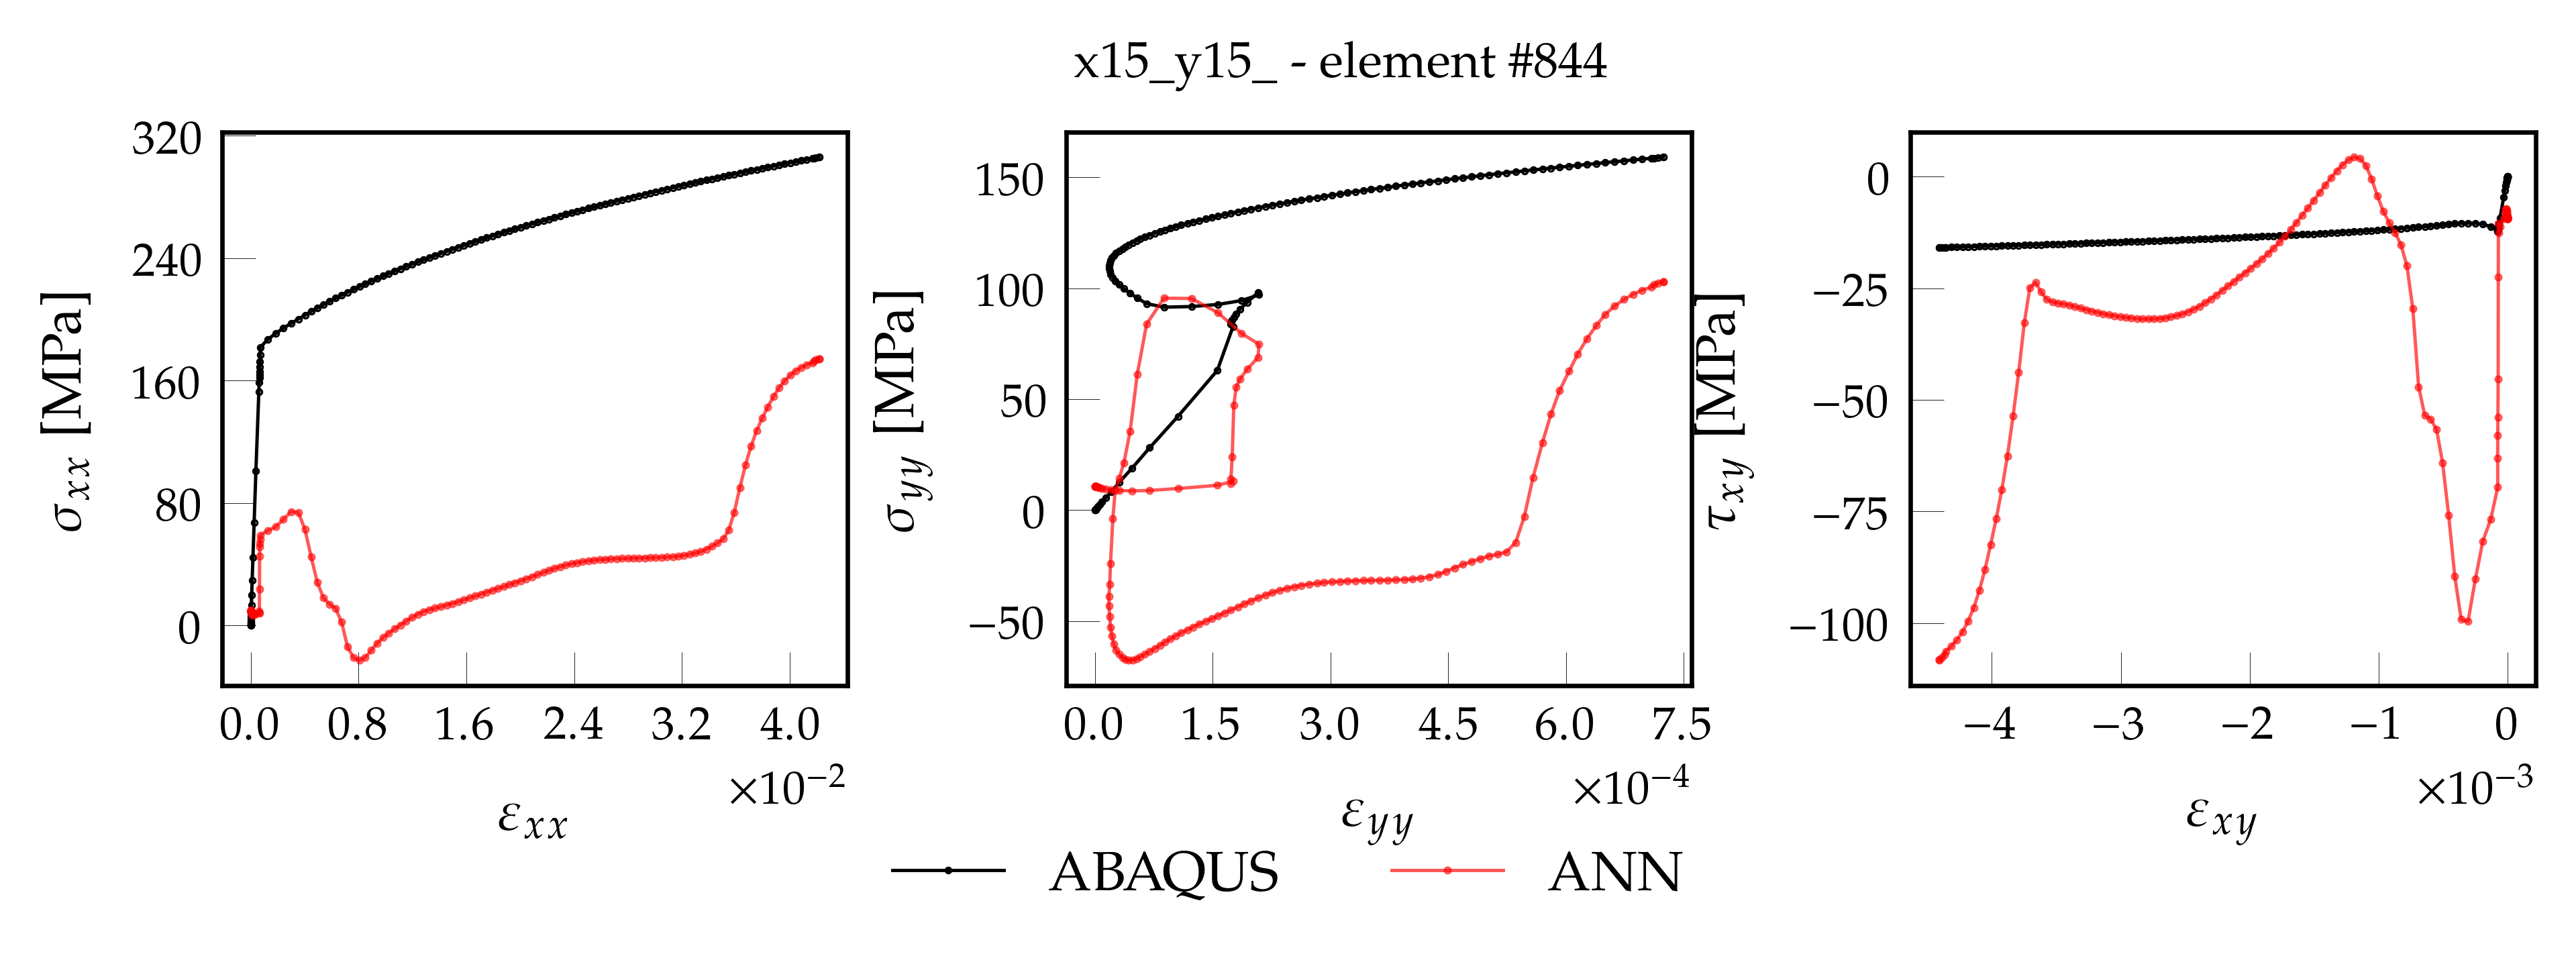 x15_y15_ - element #844
σxx [MPa]
320
240
160
80
0
0.0 0.8 1.6 2.4 3.2 4.0
×10−2
εxx
σyy [MPa]
150
100
50
0
−50
0.0 1.5 3.0 4.5 6.0 7.5
×10−4
εyy
τxy [MPa]
0
−25
−50
−75
−100
−4 −3 −2 −1 0
×10−3
εxy
ABAQUS ANN